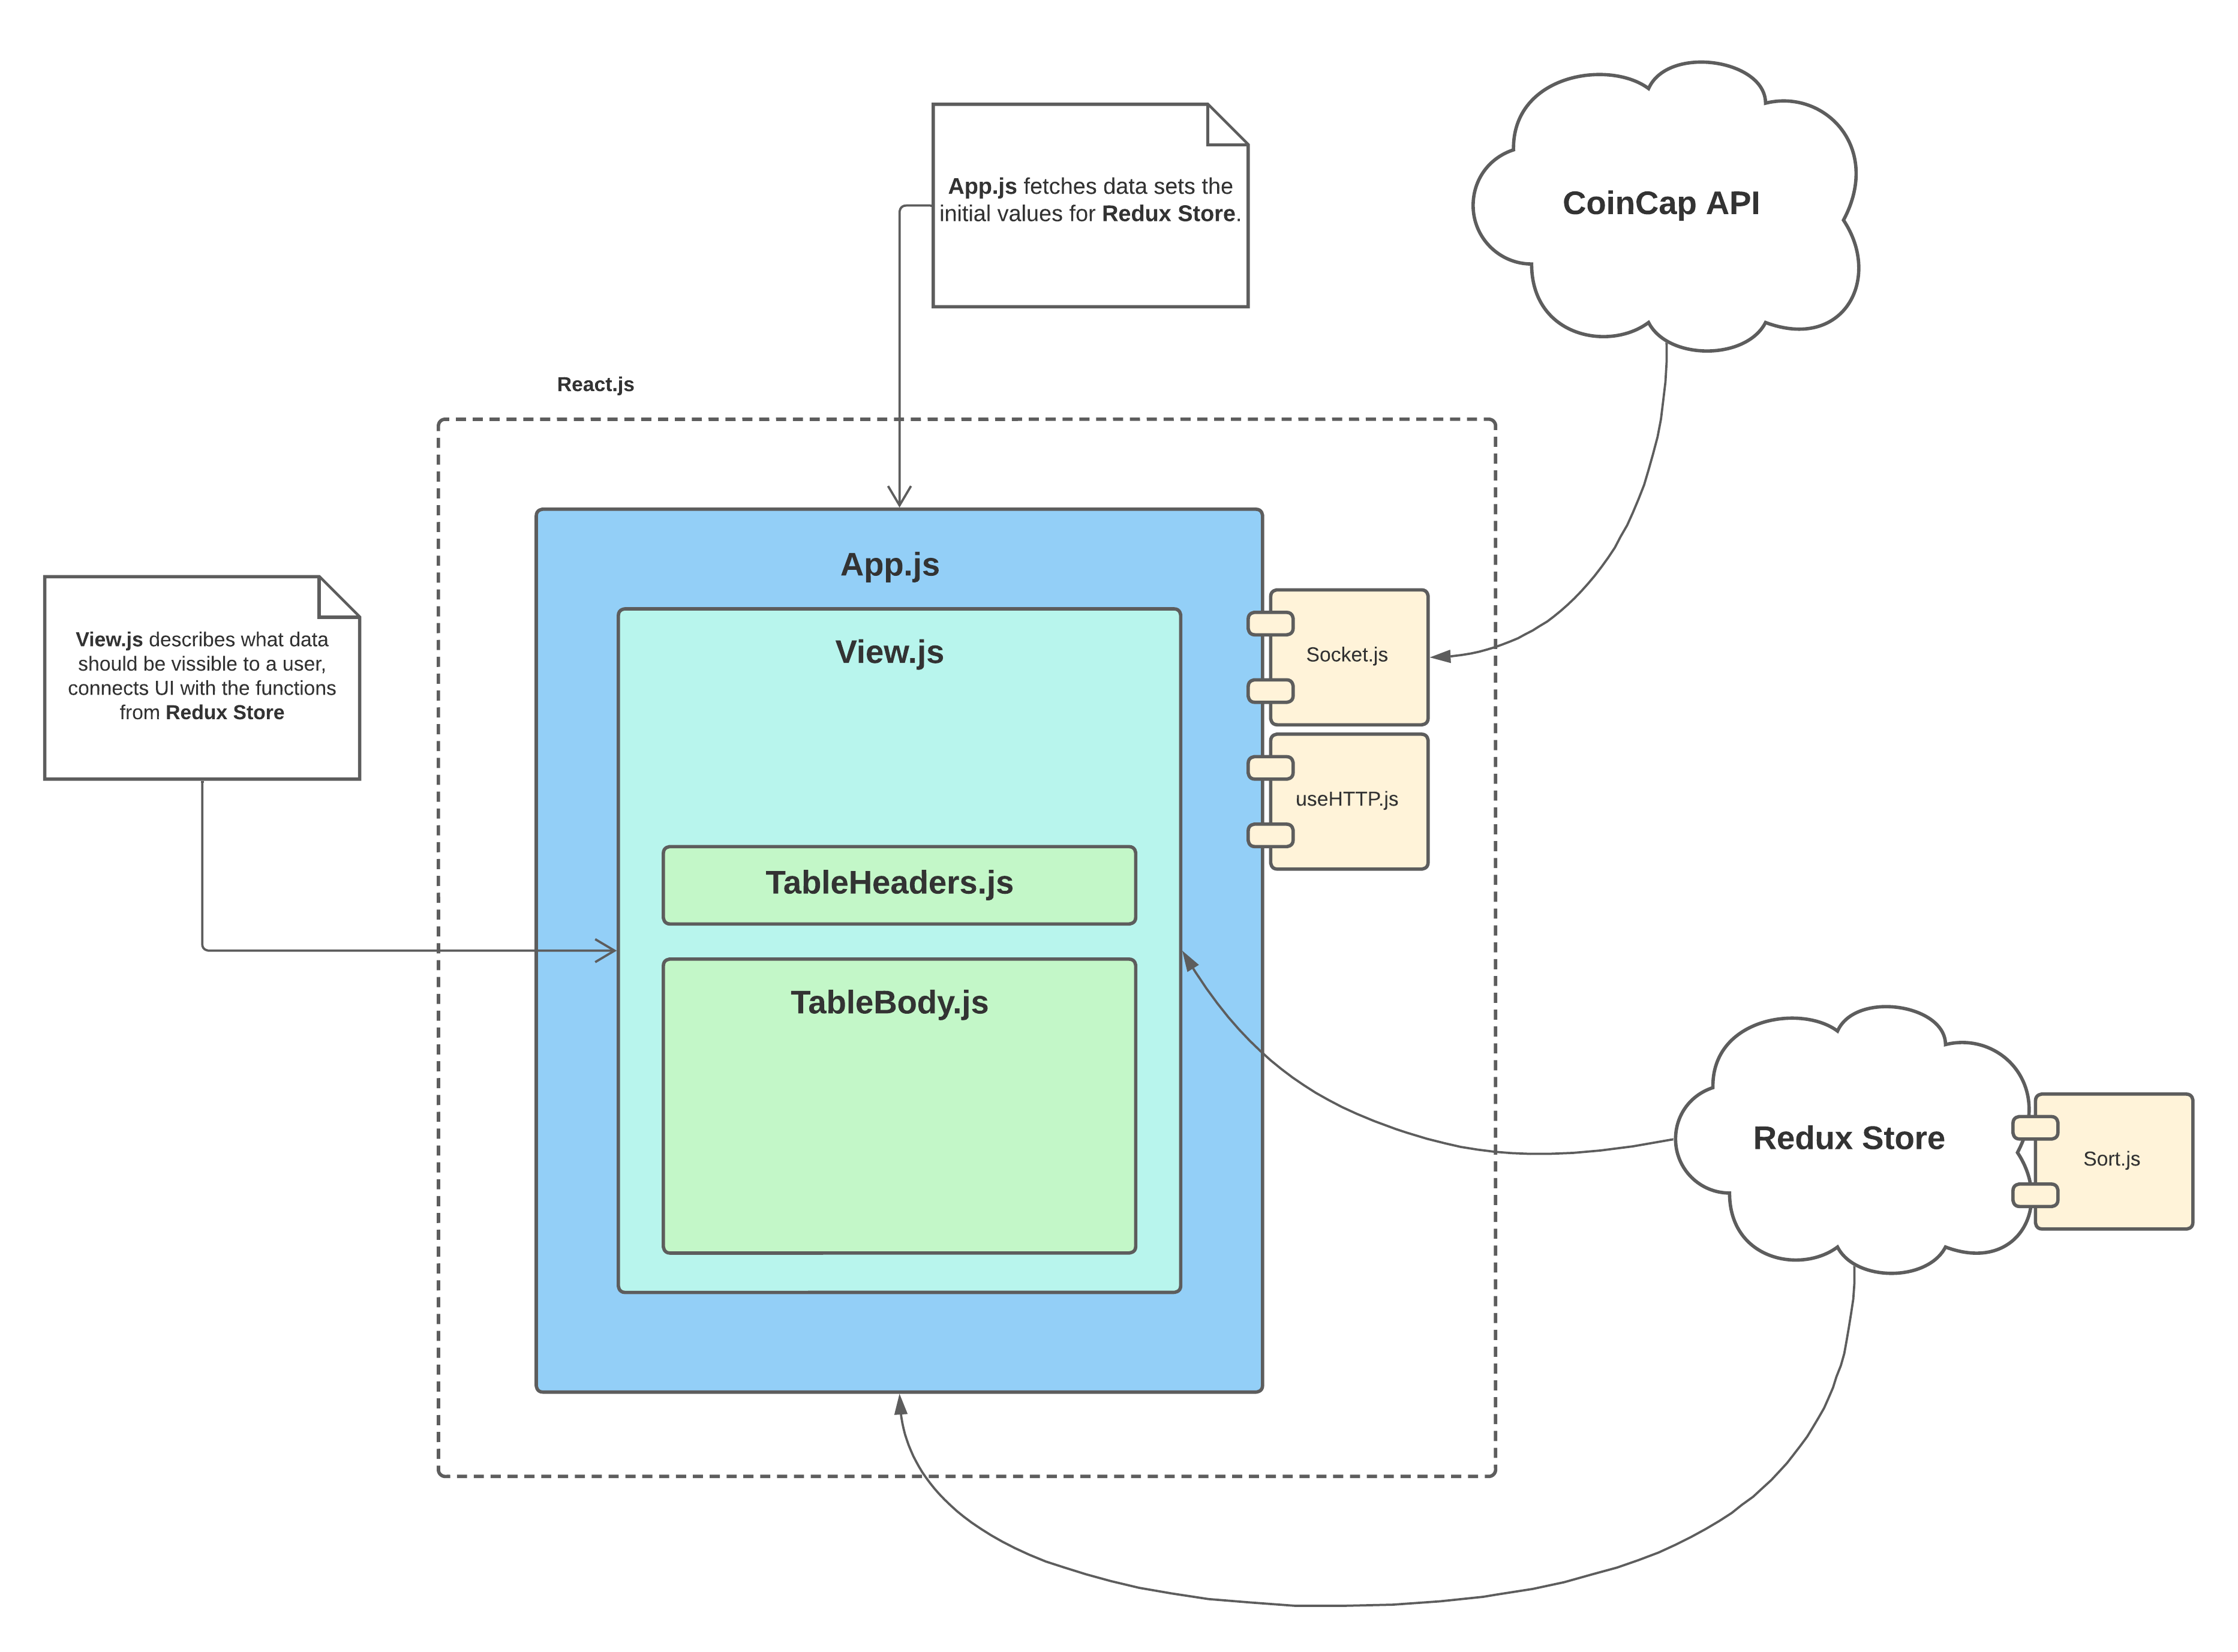 App.js fetches data sets the
initial values for Redux Store.
CoinCap API
React.js
App.js
View.js describes what data
should be vissible to a user,
connects UI with the functions
from Redux Store
View.js
Socket.js
useHTTP.js
TableHeaders.js
TableBody.js
Redux Store
Sort.js